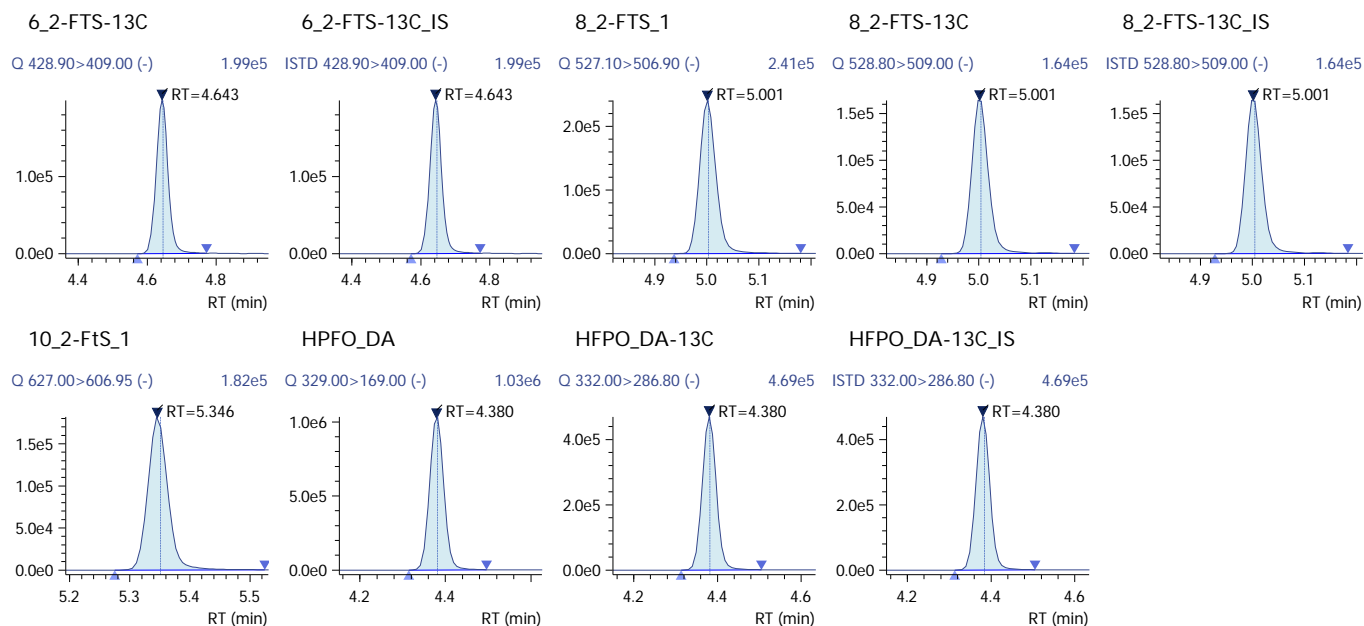 6_2-FTS-13C 6_2-FTS-13C_IS 8_2-FTS_1 8_2-FTS-13C 8_2-FTS-13C_IS
Q 428.90>409.00 (-) 1.99e5 ISTD 428.90>409.00 (-) 1.99e5 Q 527.10>506.90 (-) 2.41e5 Q 528.80>509.00 (-) 1.64e5 ISTD 528.80>509.00 (-) 1.64e5
RT=4.643 RT=4.643 RT=5.001 RT=5.001 RT=5.001
2.0e5 1.5e5 1.5e5
1.0e5 1.0e5 1.0e5 1.0e5 1.0e5
5.0e4 5.0e4
0.0e0 0.0e0 0.0e0 0.0e0 0.0e0
4.4 4.6 4.8 4.4 4.6 4.8 4.9 5.0 5.1 4.9 5.0 5.1 4.9 5.0 5.1
RT (min) RT (min) RT (min) RT (min) RT (min)
10_2-FtS_1 HPFO_DA HFPO_DA-13C HFPO_DA-13C_IS
Q 627.00>606.95 (-) 1.82e5 Q 329.00>169.00 (-) 1.03e6 Q 332.00>286.80 (-) 4.69e5 ISTD 332.00>286.80 (-) 4.69e5
RT=5.346 RT=4.380 RT=4.380 RT=4.380
1.5e5 1.0e6 4.0e5 4.0e5
1.0e5 5.0e5 2.0e5 2.0e5
5.0e4
0.0e0 0.0e0 0.0e0 0.0e0
5.2 5.3 5.4 5.5 4.2 4.4 4.2 4.4 4.6 4.2 4.4 4.6
RT (min) RT (min) RT (min) RT (min)